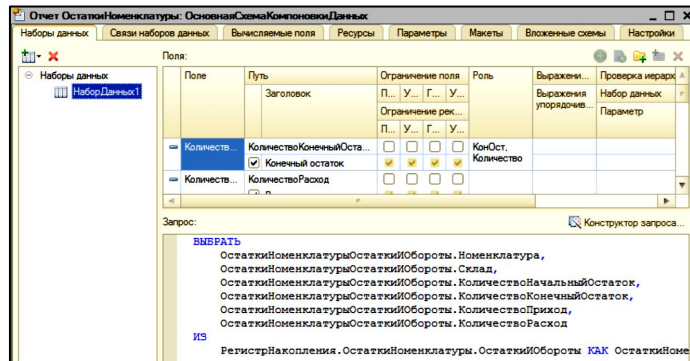 Отчет ОстаткиНоменклатуры: ОсновнаяСхемаКомпоновкиДанных
Наборы данных Связи наборов данных Вычисляемые поля Ресурсы Параметры Макеты Вложенные схемы Настройки
Поля:
Наборы данных
НаборДанных1
Поле Путь Ограничение поля Роль Выражени... Проверка иерарх
Заголовок П... У... Г... У... Выражения упорядочив... Набор данных
Ограничение рек... Параметр
П... У... Г... У...
Количеств... КоличествоКонечныйОста... КонОст,
Конечный остаток Количество
Количеств... КоличествоРасход
Запрос: Конструктор запроса...
ВЫБРАТЬ
ОстаткиНоменклатурыОстаткиИОбороты.Номенклатура,
ОстаткиНоменклатурыОстаткиИОбороты.Склад,
ОстаткиНоменклатурыОстаткиИОбороты.КоличествоНачальныйОстаток,
ОстаткиНоменклатурыОстаткиИОбороты.КоличествоКонечныйОстаток,
ОстаткиНоменклатурыОстаткиИОбороты.КоличествоПриход,
ОстаткиНоменклатурыОстаткиИОбороты.КоличествоРасход
ИЗ
РегистрНакопления.ОстаткиНоменклатуры.ОстаткиИОбороты КАК ОстаткиНоме